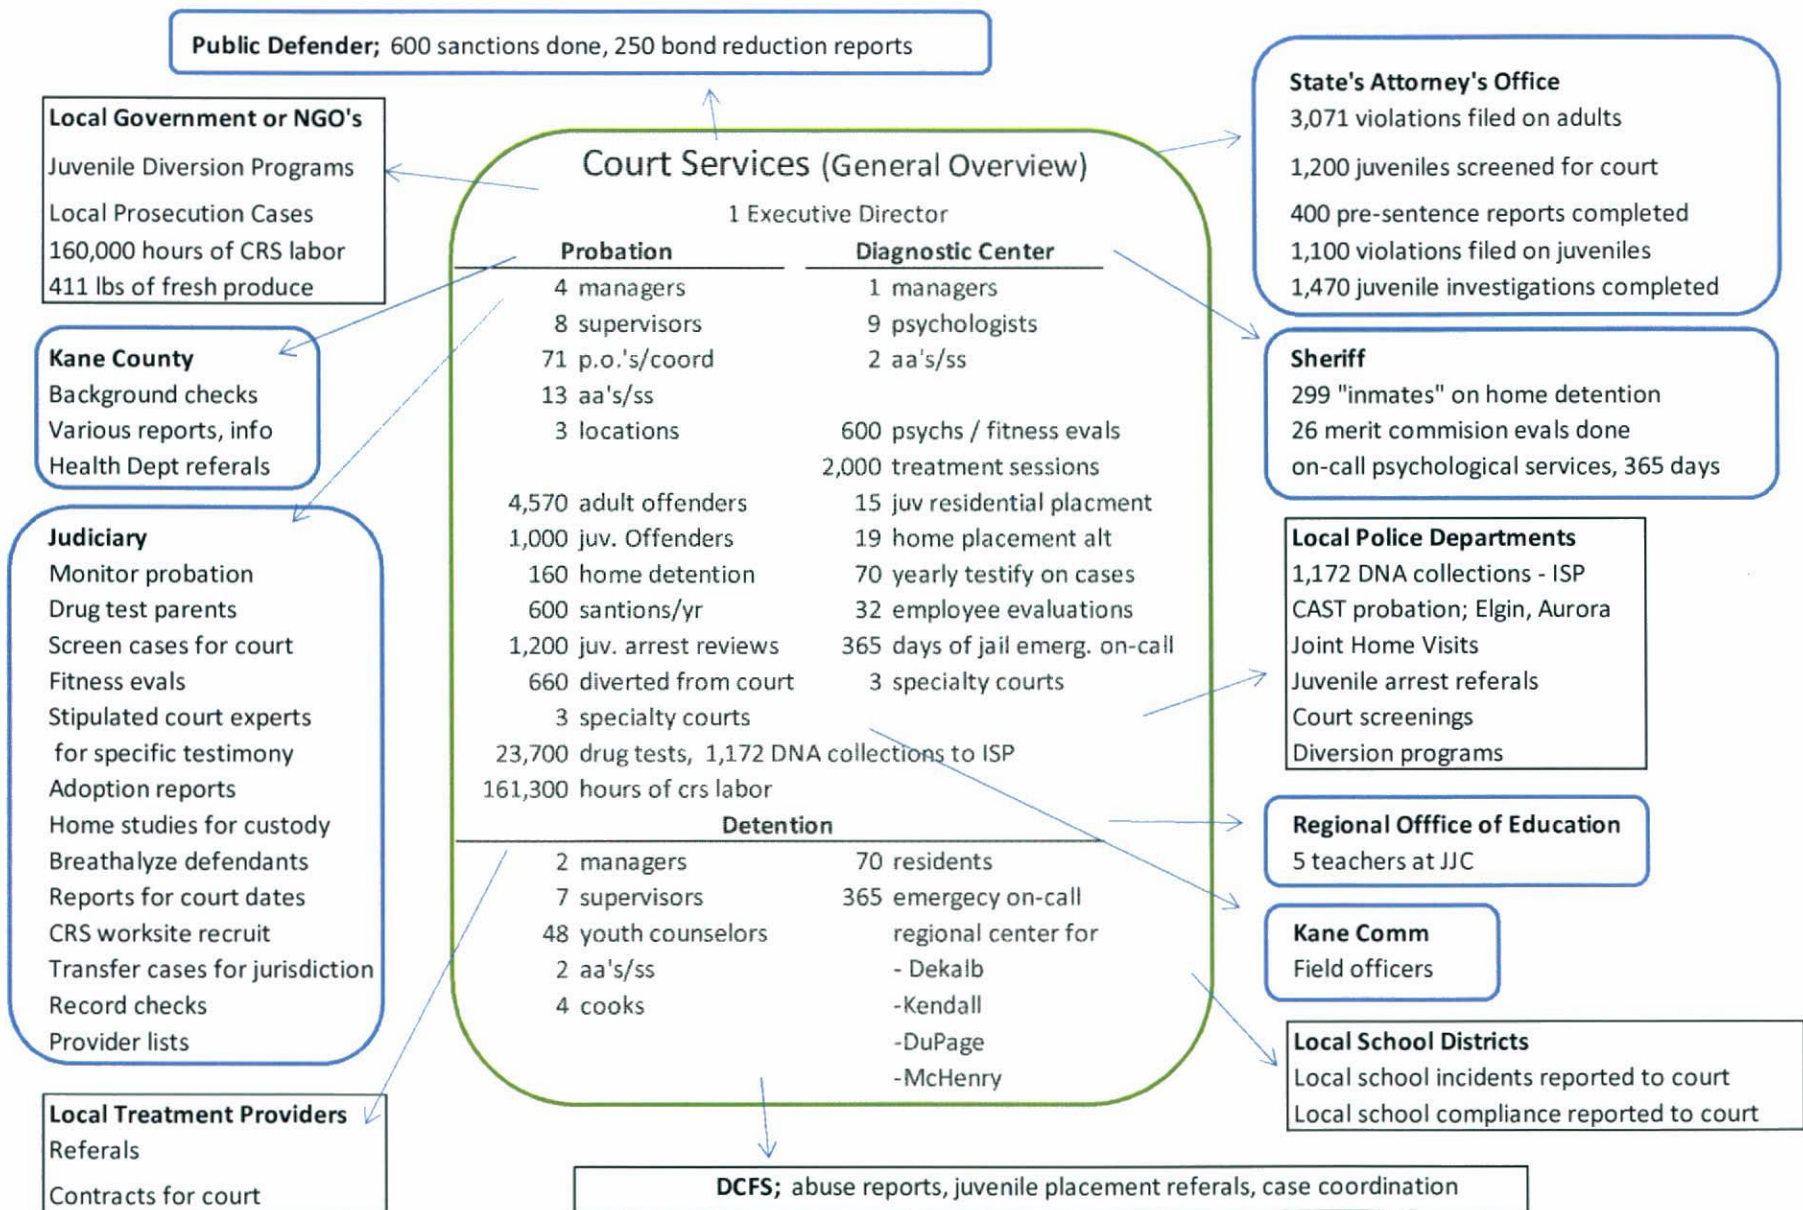 Public Defender; 600 sanctions done, 250 bond reduction reports
Local Government or NGO's
Juvenile Diversion Programs
Local Prosecution Cases
160,000 hours of CRS labor
411 lbs of fresh produce
Kane County
Background checks
Various reports, info
Health Dept referals
Judiciary
Monitor probation
Drug test parents
Screen cases for court
Fitness evals
Stipulated court experts
for specific testimony
Adoption reports
Home studies for custody
Breathalyze defendants
Reports for court dates
CRS worksite recruit
Transfer cases for jurisdiction
Record checks
Provider lists
Local Treatment Providers
Referals
Contracts for court
Court Services (General Overview)
1 Executive Director
Probation
4 managers
8 supervisors
71 p.o.'s/coord
13 aa's/ss
3 locations
4,570 adult offenders
1,000 juv. Offenders
160 home detention
600 santions/yr
1,200 juv. arrest reviews
660 diverted from court
3 specialty courts
23,700 drug tests, 1,172 DNA collections to ISP
161,300 hours of crs labor
Diagnostic Center
1 managers
9 psychologists
2 aa's/ss
600 psychs / fitness evals
2,000 treatment sessions
15 juv residential placment
19 home placement alt
70 yearly testify on cases
32 employee evaluations
365 days of jail emerg. on-call
3 specialty courts
Detention
2 managers
7 supervisors
48 youth counselors
2 aa's/ss
4 cooks
70 residents
365 emergecy on-call
regional center for
- Dekalb
-Kendall
-DuPage
-McHenry
DCFS; abuse reports, juvenile placement referals, case coordination
State's Attorney's Office
3,071 violations filed on adults
1,200 juveniles screened for court
400 pre-sentence reports completed
1,100 violations filed on juveniles
1,470 juvenile investigations completed
Sheriff
299 "inmates" on home detention
26 merit commision evals done
on-call psychological services, 365 days
Local Police Departments
1,172 DNA collections - ISP
CAST probation; Elgin, Aurora
Joint Home Visits
Juvenile arrest referals
Court screenings
Diversion programs
Regional Offfice of Education
5 teachers at JJC
Kane Comm
Field officers
Local School Districts
Local school incidents reported to court
Local school compliance reported to court